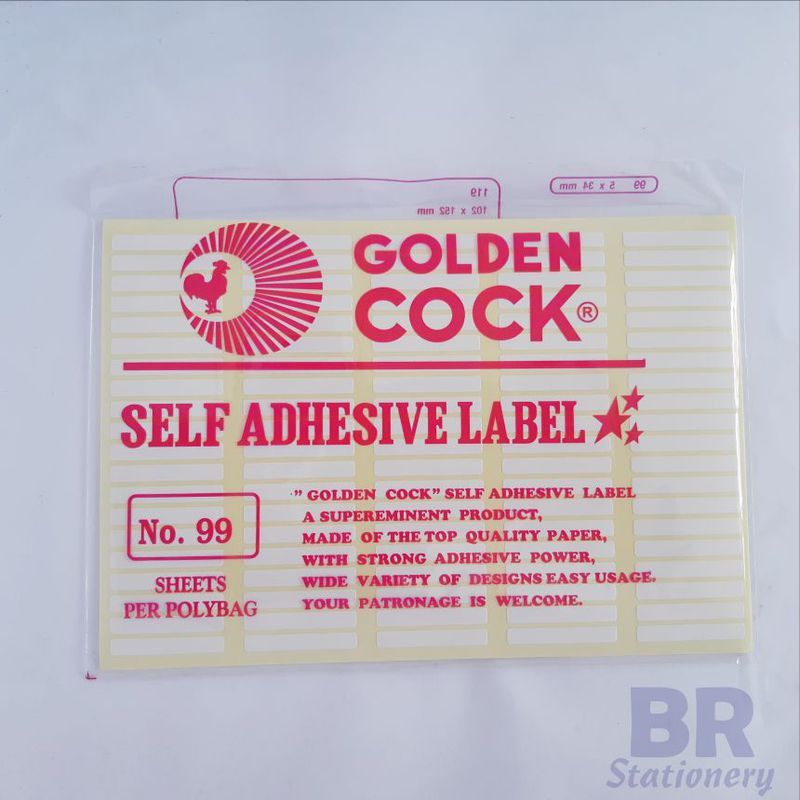 119
102 x 152 mm
99 5 x 34 mm
GOLDEN
COCK®
SELF ADHESIVE LABEL
No. 99
SHEETS
PER POLYBAG
" GOLDEN COCK" SELF ADHESIVE LABEL
A SUPEREMINENT PRODUCT,
MADE OF THE TOP QUALITY PAPER,
WITH STRONG ADHESIVE POWER,
WIDE VARIETY OF DESIGNS EASY USAGE.
YOUR PATRONAGE IS WELCOME.
BR
Stationery